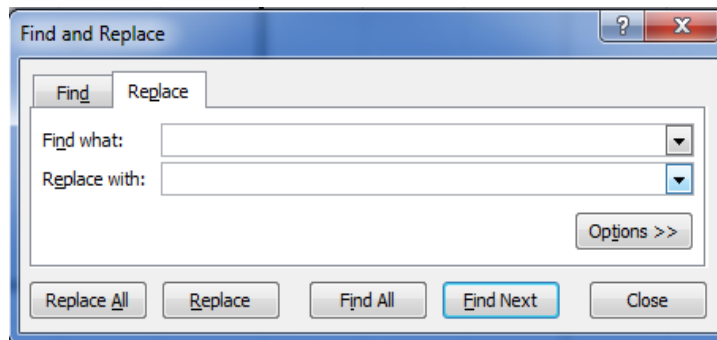 Find and Replace
Find Replace
Find what:
Replace with:
Options >>
Replace All Replace Find All Find Next Close